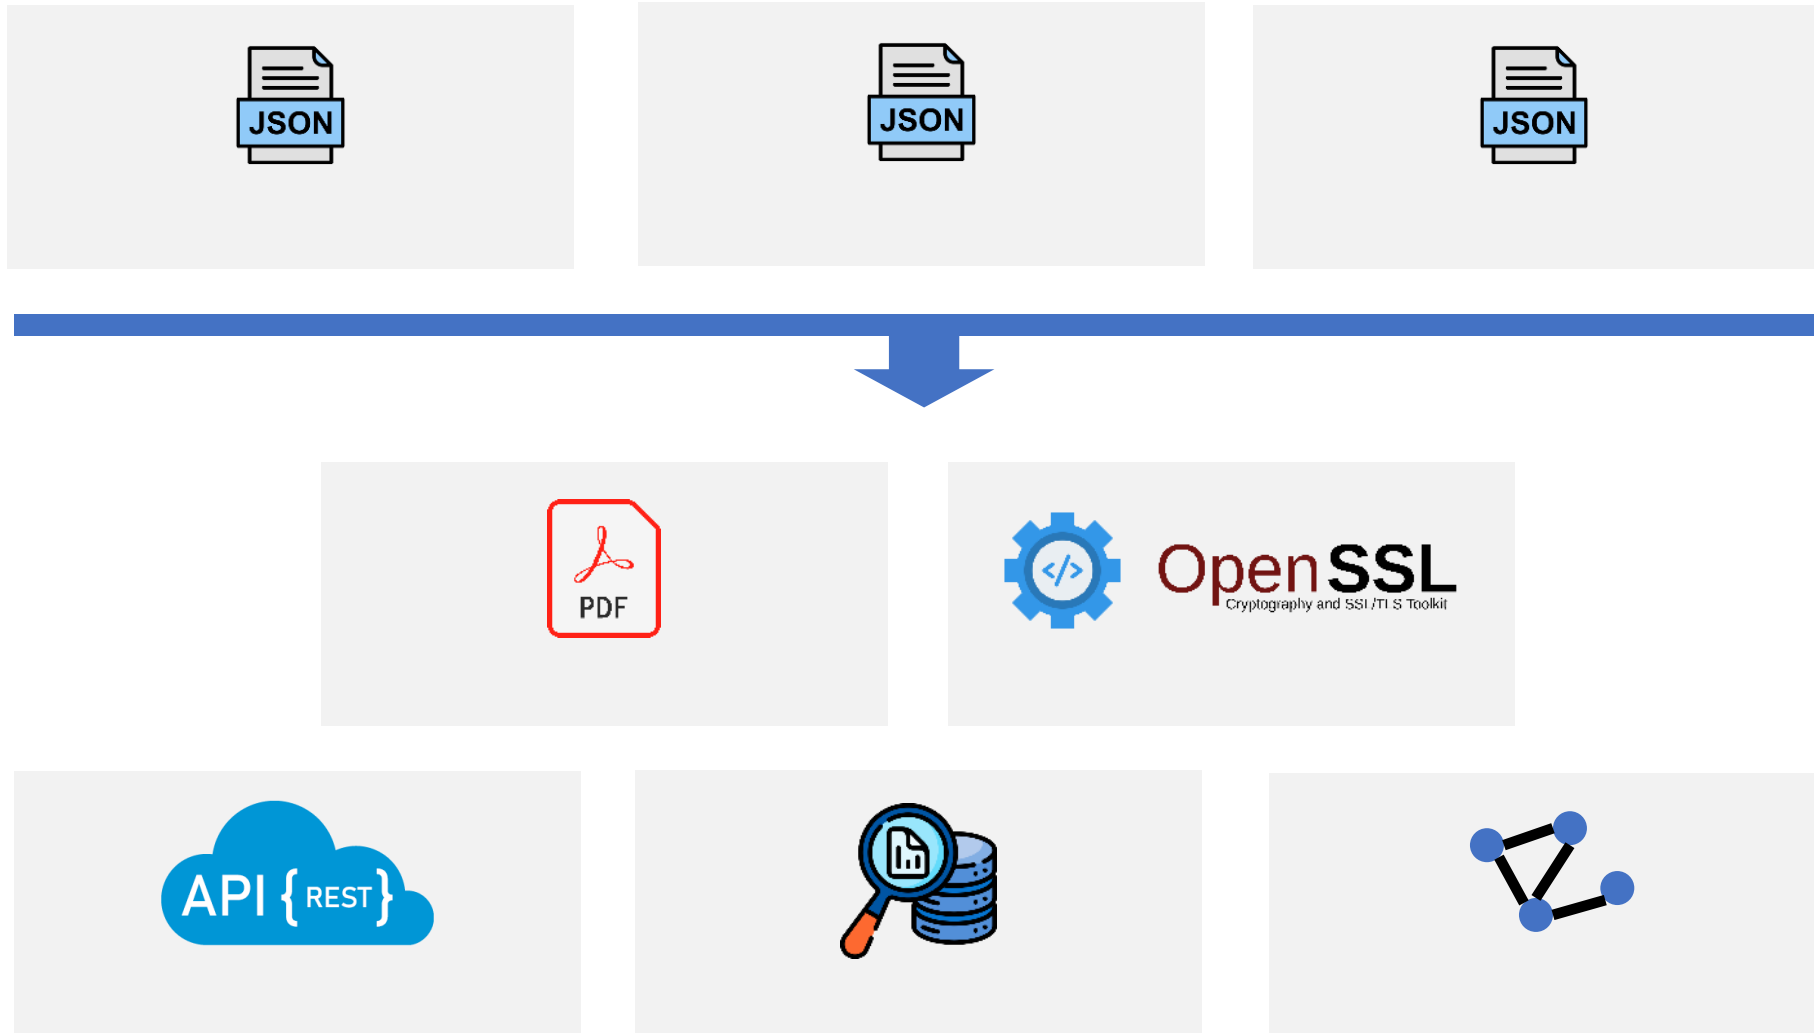 JSON
JSON
JSON
PDF
</>
OpenSSL
Cryptography and SSL/TLS Toolkit
API {REST}